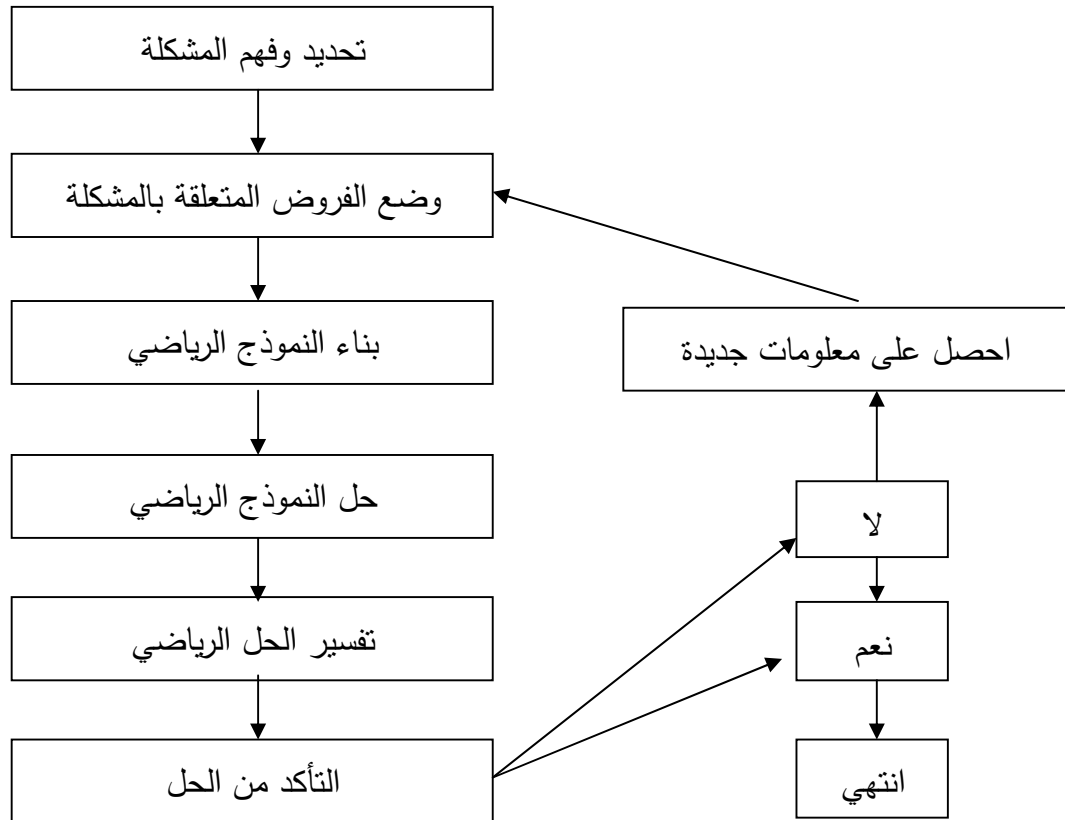 تحديد وفهم المشكلة
وضع الفروض المتعلقة بالمشكلة
بناء النموذج الرياضي
احصل على معلومات جديدة
حل النموذج الرياضي
لا
تفسير الحل الرياضي
نعم
التأكد من الحل
انتهي